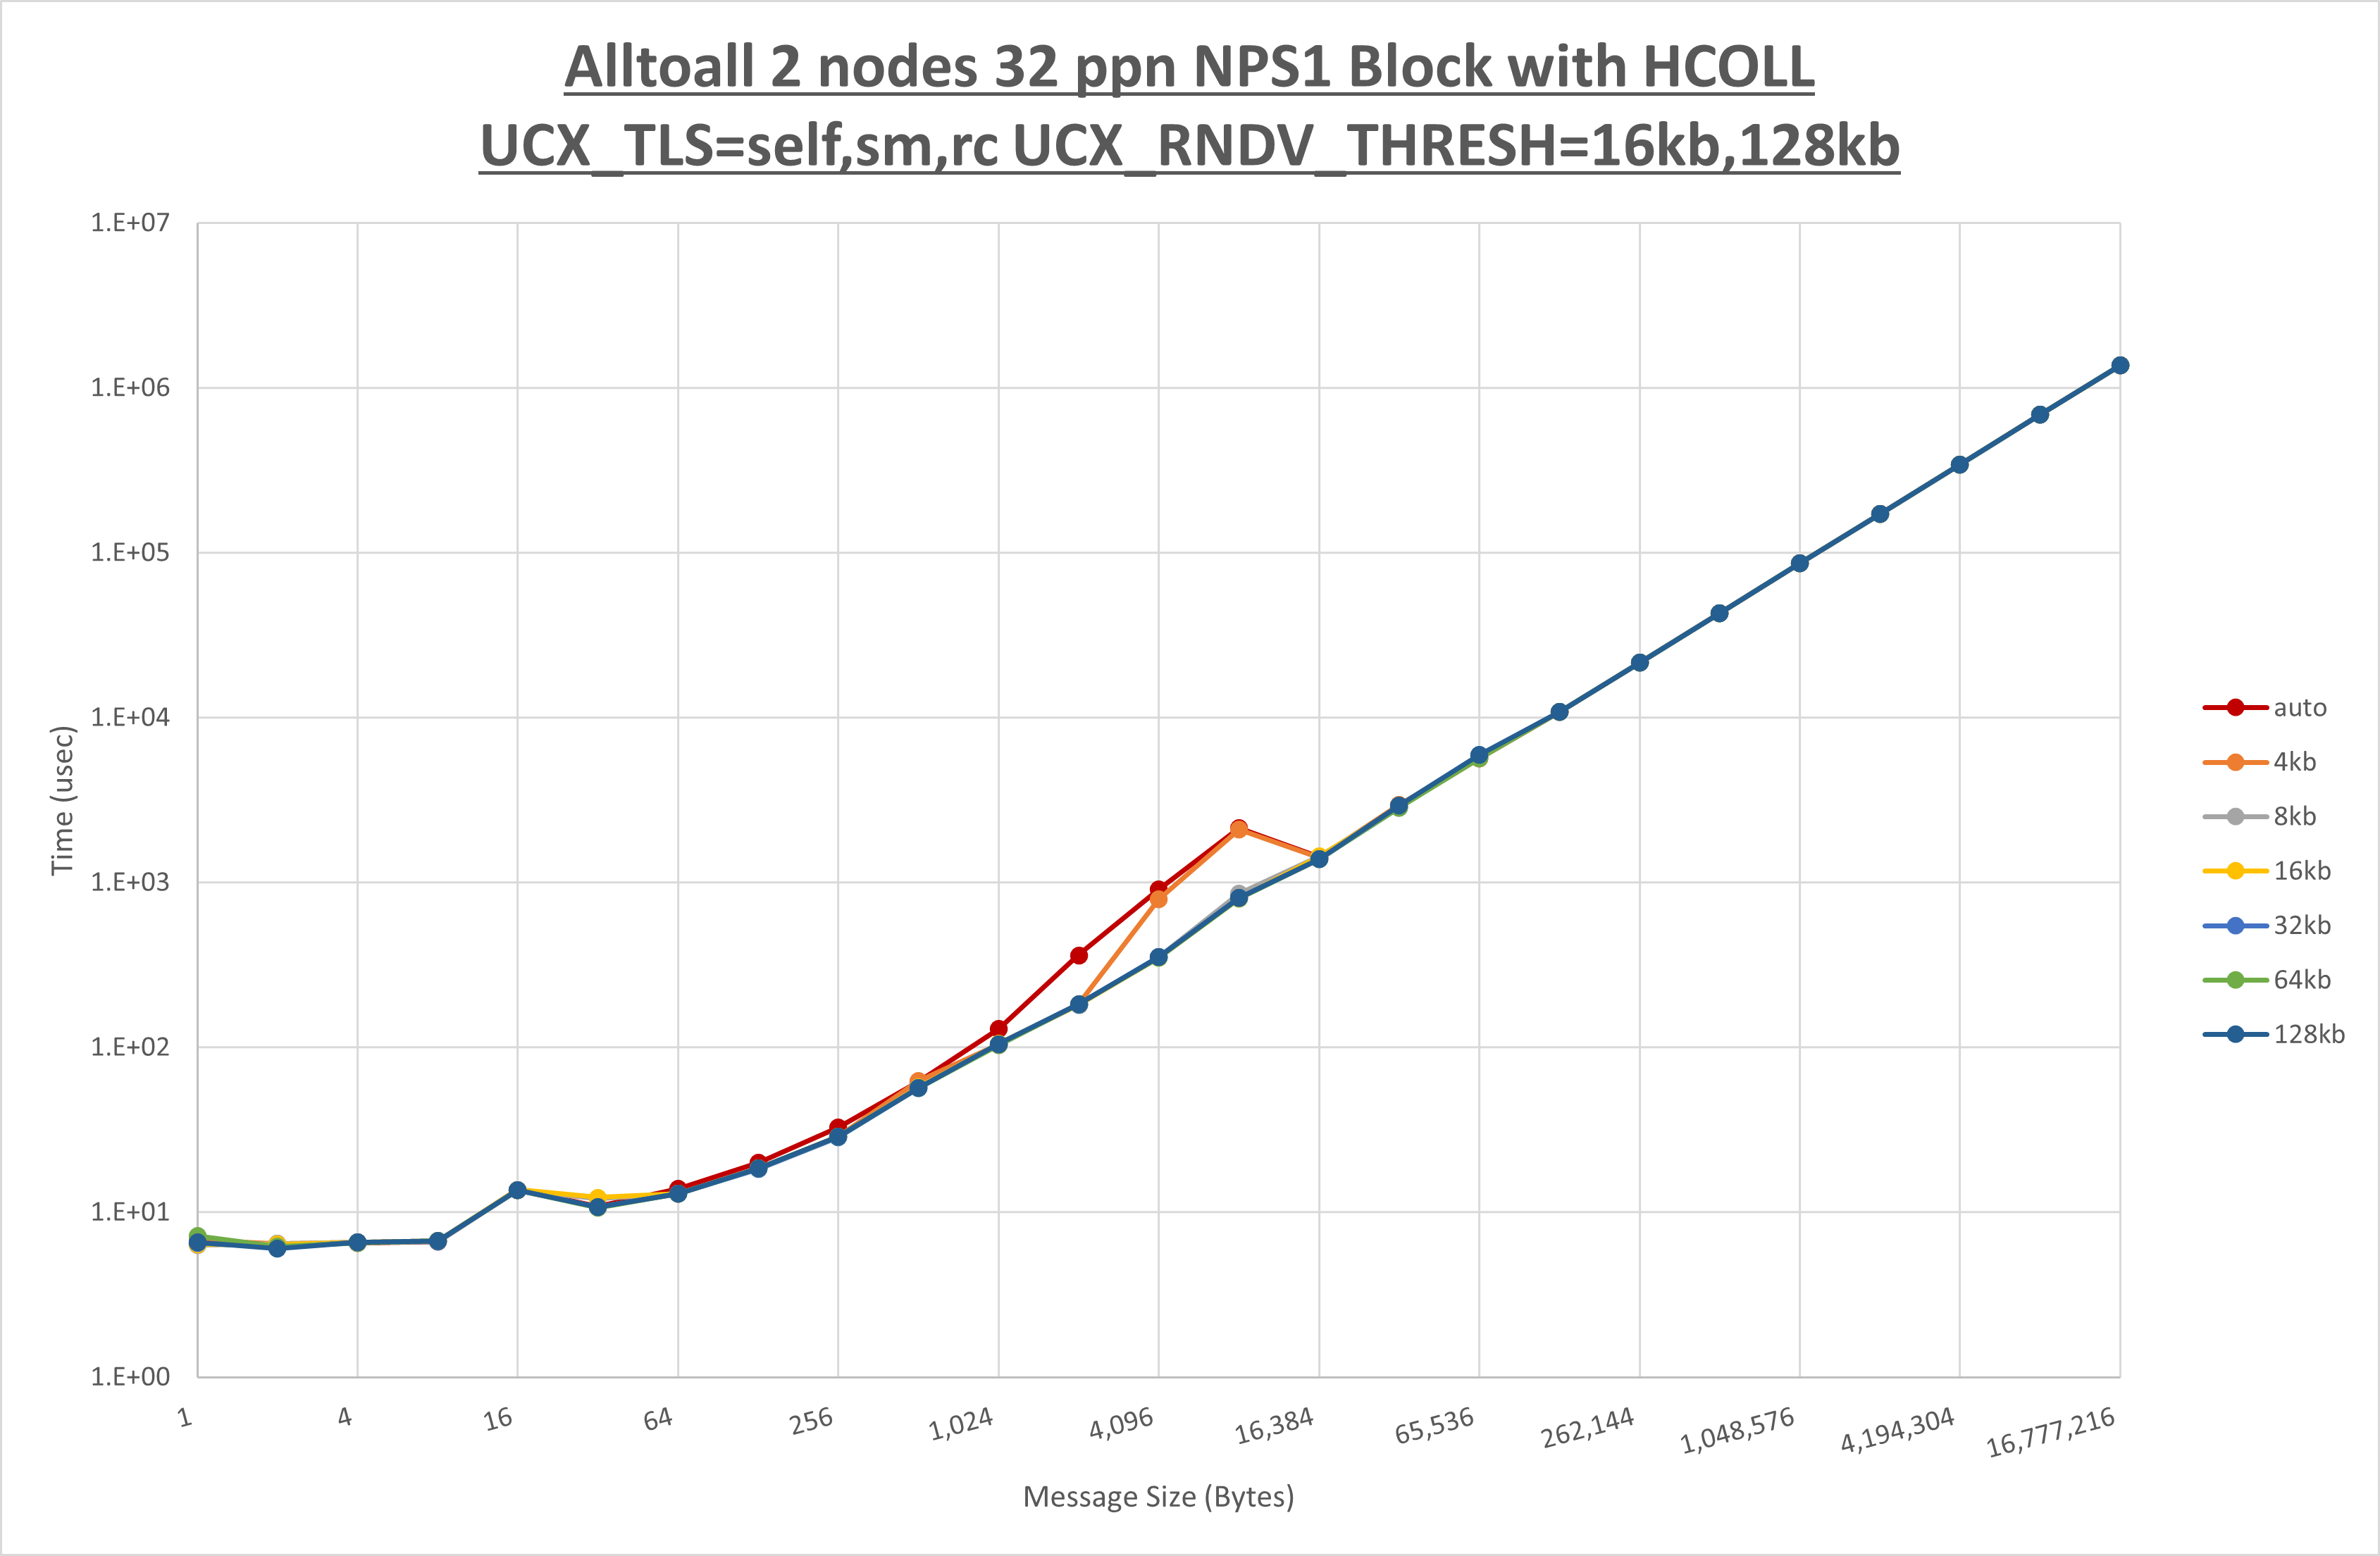 Alltoall 2 nodes 32 ppn NPS1 Block with HCOLL
UCX_TLS=self,sm,rc UCX_RNDV_THRESH=16kb,128kb
1.E+07
1.E+06
1.E+05
1.E+04
1.E+03
1.E+02
1.E+01
1.E+00
Time (usec)
1
4
16
64
256
1,024
4,096
16,384
65,536
262,144
1,048,576
4,194,304
16,777,216
Message Size (Bytes)
auto
4kb
8kb
16kb
32kb
64kb
128kb